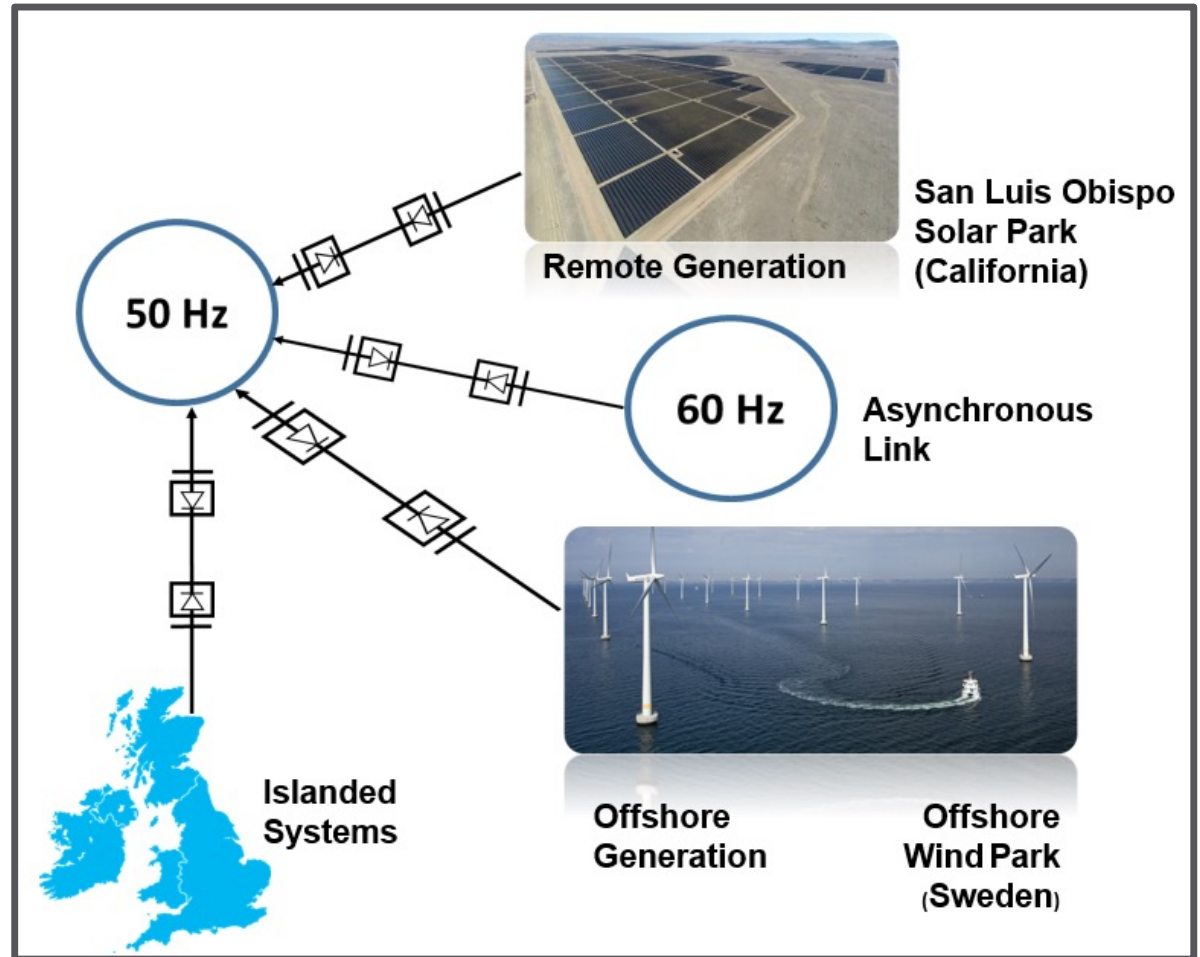 San Luis Obispo
Solar Park
(California)
Remote Generation
50 Hz
60 Hz
Asynchronous
Link
Islanded
Systems
Offshore
Generation
Offshore
Wind Park
(Sweden)